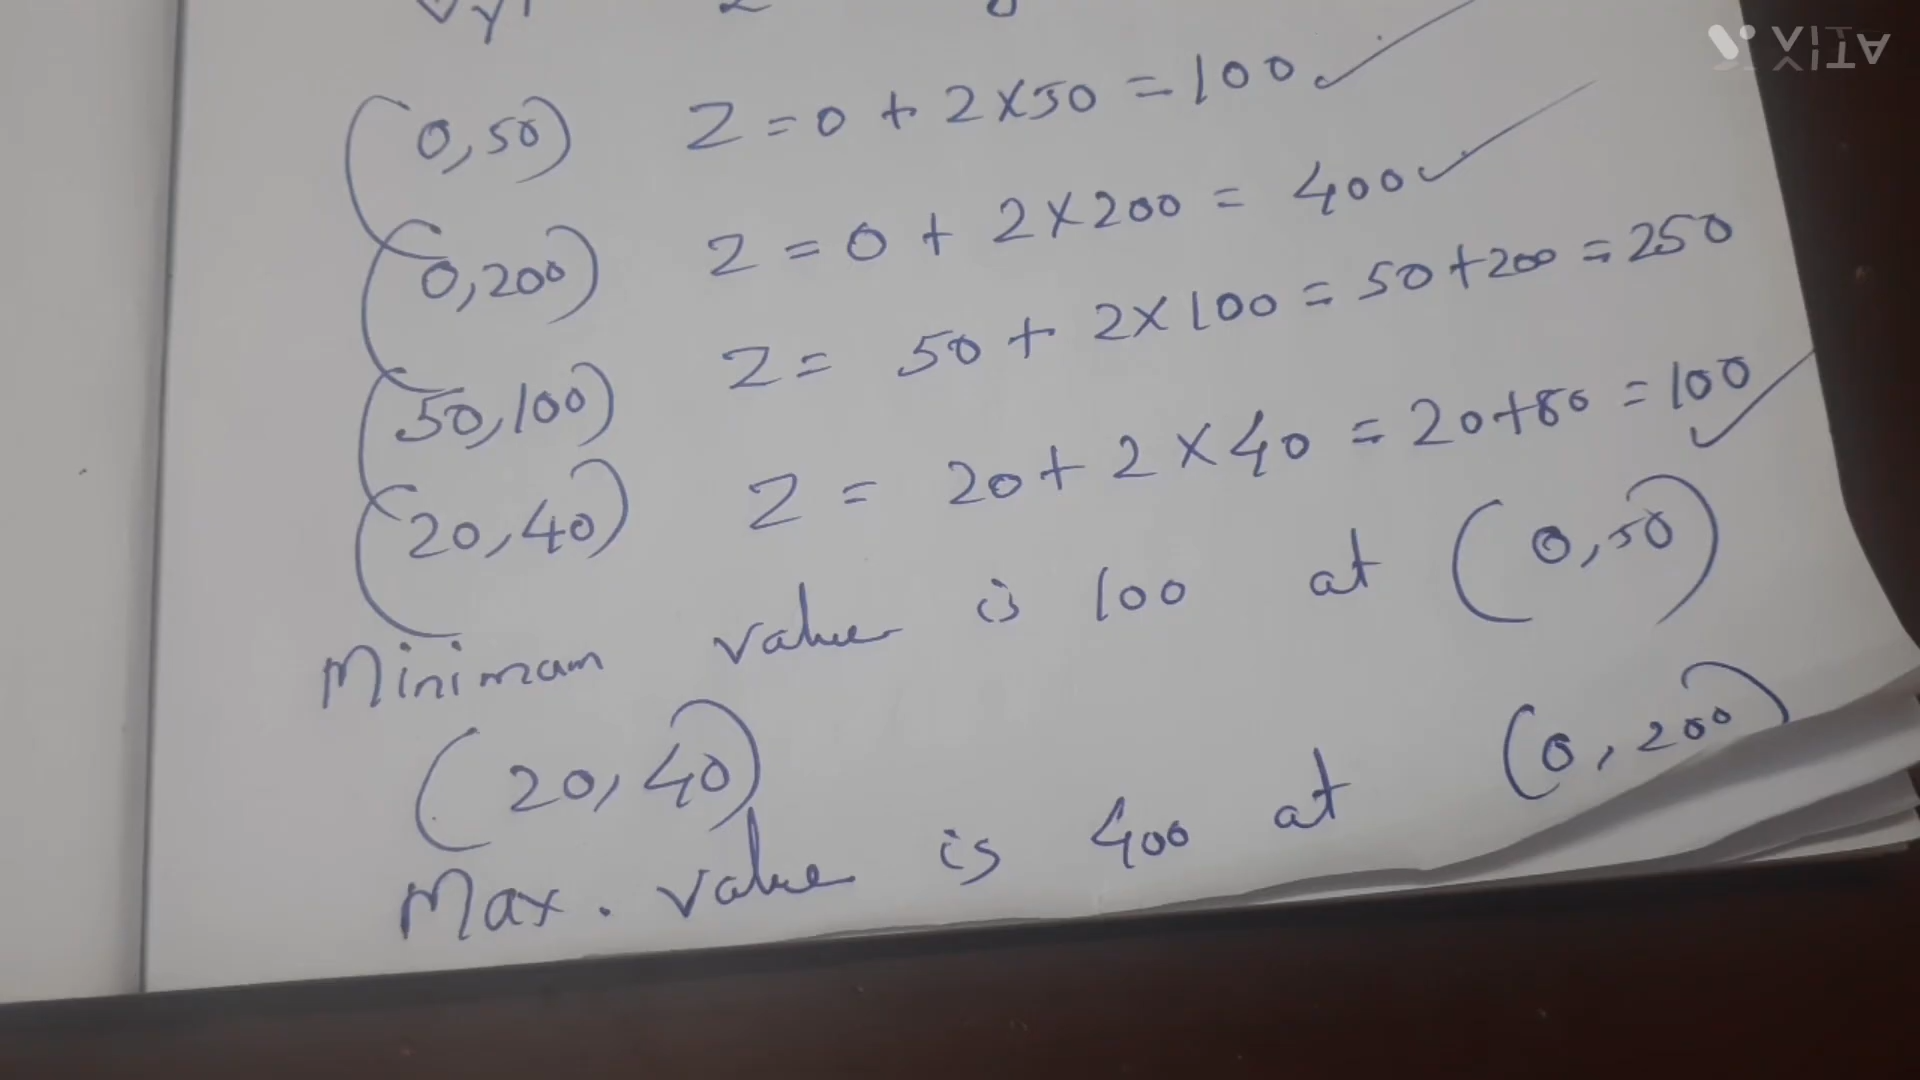 (0,50) Z = 0 + 2×50 = 100 ✓
(0,200) Z = 0 + 2×200 = 400 ✓
(50,100) Z = 50 + 2×100 = 50+200 = 250
(20,40) Z = 20 + 2×40 = 20+80 = 100 ✓
Minimum value is 100 at (0,50)
(20,40)
Max. value is 400 at (0,200)
VITA